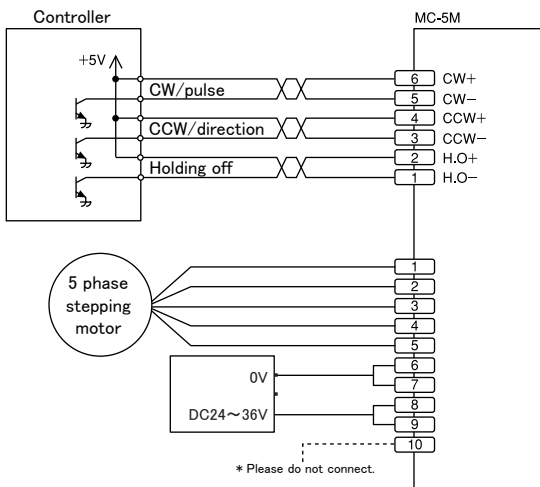 Controller
MC-5M
+5V
6 CW+
CW/pulse
5 CW−
4 CCW+
CCW/direction
3 CCW−
2 H.O+
Holding off
1 H.O−
5 phase
stepping
motor
1
2
3
4
5
6
0V
7
8
DC24～36V
9
10
* Please do not connect.